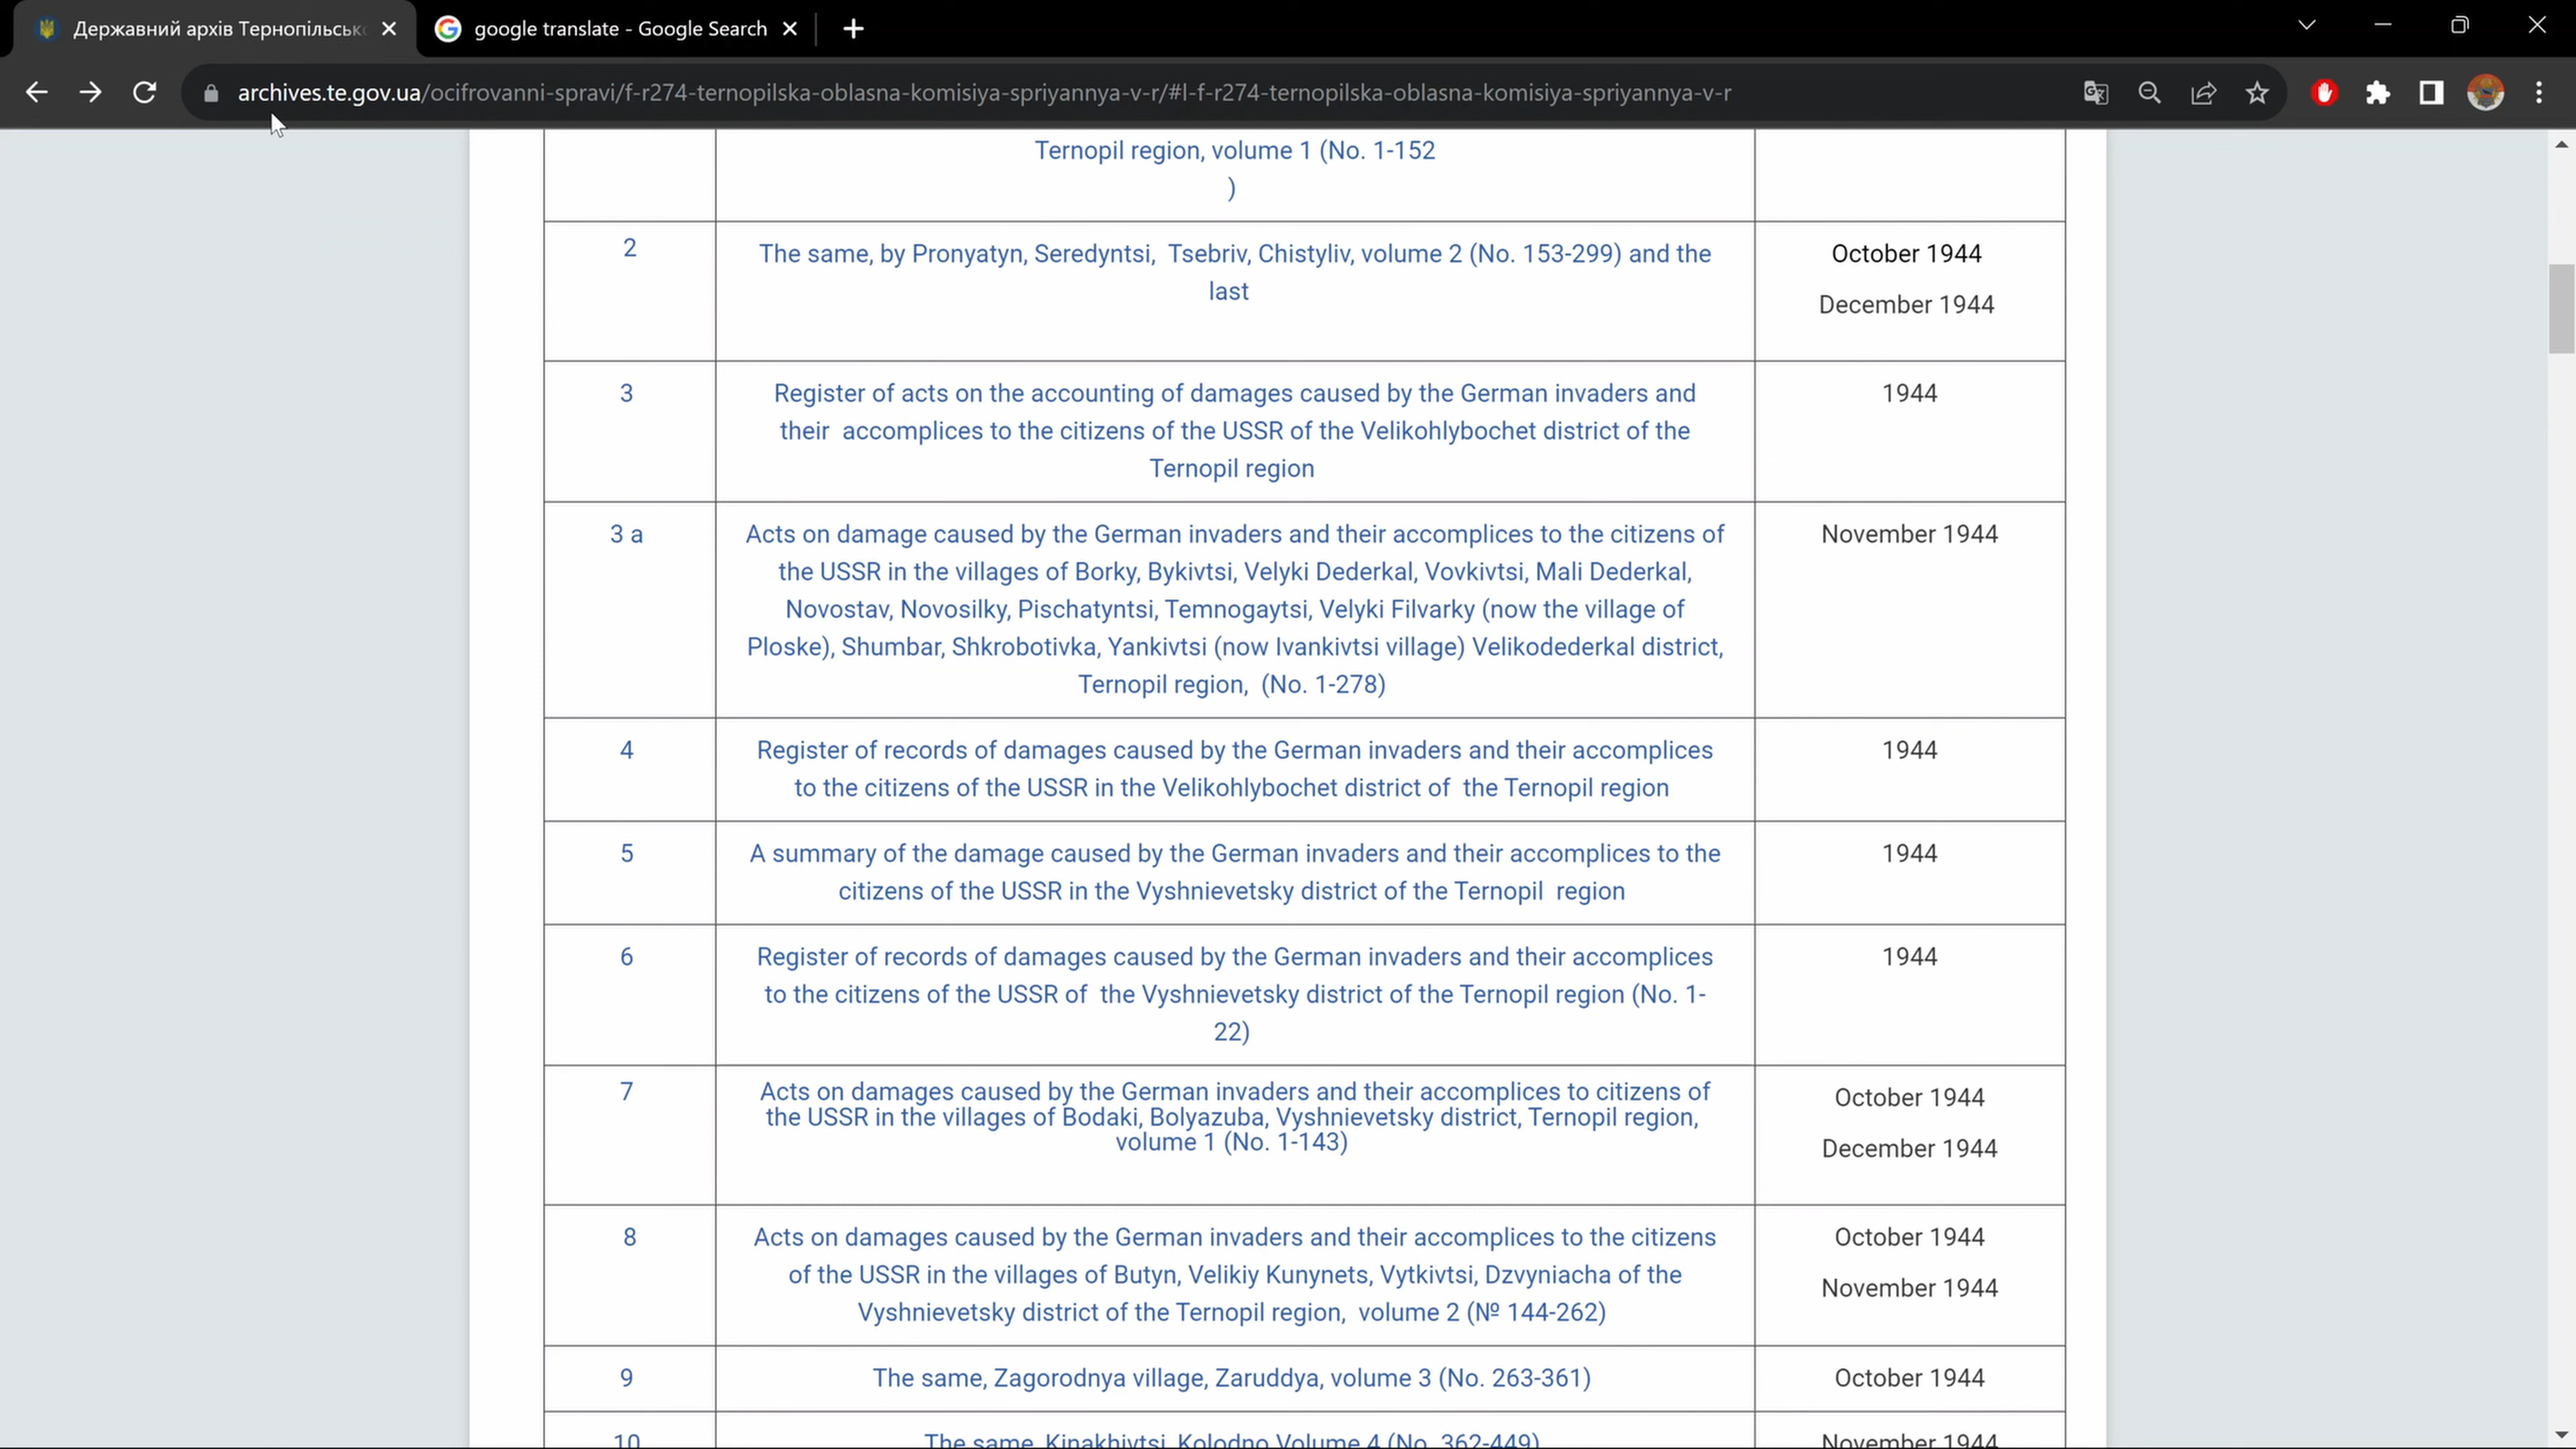 Державний архів Тернопільськ
google translate - Google Search
archives.te.gov.ua/ocifrovanni-spravi/f-r274-ternopilska-oblasna-komisiya-spriyannya-v-r/#l-f-r274-ternopilska-oblasna-komisiya-spriyannya-v-r
Ternopil region, volume 1 (No. 1-152
)
2
The same, by Pronyatyn, Seredyntsi, Tsebriv, Chistyliv, volume 2 (No. 153-299) and the
last
October 1944
December 1944
3
Register of acts on the accounting of damages caused by the German invaders and
their accomplices to the citizens of the USSR of the Velikohlybochet district of the
Ternopil region
1944
3 a
Acts on damage caused by the German invaders and their accomplices to the citizens of
the USSR in the villages of Borky, Bykivtsi, Velyki Dederkal, Vovkivtsi, Mali Dederkal,
Novostav, Novosilky, Pischatyntsi, Temnogaytsi, Velyki Filvarky (now the village of
Ploske), Shumbar, Shkrobotivka, Yankivtsi (now Ivankivtsi village) Velikodederkal district,
Ternopil region, (No. 1-278)
November 1944
4
Register of records of damages caused by the German invaders and their accomplices
to the citizens of the USSR in the Velikohlybochet district of the Ternopil region
1944
5
A summary of the damage caused by the German invaders and their accomplices to the
citizens of the USSR in the Vyshnievetsky district of the Ternopil region
1944
6
Register of records of damages caused by the German invaders and their accomplices
to the citizens of the USSR of the Vyshnievetsky district of the Ternopil region (No. 1-
22)
1944
7
Acts on damages caused by the German invaders and their accomplices to citizens of
the USSR in the villages of Bodaki, Bolyazuba, Vyshnievetsky district, Ternopil region,
volume 1 (No. 1-143)
October 1944
December 1944
8
Acts on damages caused by the German invaders and their accomplices to the citizens
of the USSR in the villages of Butyn, Velikiy Kunynets, Vytkivtsi, Dzvyniacha of the
Vyshnievetsky district of the Ternopil region, volume 2 (№ 144-262)
October 1944
November 1944
9
The same, Zagorodnya village, Zaruddya, volume 3 (No. 263-361)
October 1944
10
The same, Kinakhivtsi, Kolodno Volume 4 (No. 362-449)
November 1944